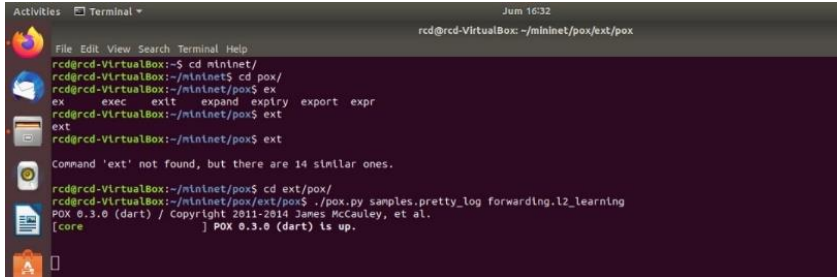 Activities Terminal Jum 16:32
rcd@rcd-VirtualBox: ~/mininet/pox/ext/pox
File Edit View Search Terminal Help
rcd@rcd-VirtualBox:~$ cd mininet/
rcd@rcd-VirtualBox:~/mininet$ cd pox/
rcd@rcd-VirtualBox:~/mininet/pox$ ex
ex exec exit expand expiry export expr
rcd@rcd-VirtualBox:~/mininet/pox$ ext
ext
rcd@rcd-VirtualBox:~/mininet/pox$ ext
Command 'ext' not found, but there are 14 similar ones.
rcd@rcd-VirtualBox:~/mininet/pox$ cd ext/pox/
rcd@rcd-VirtualBox:~/mininet/pox/ext/pox$ ./pox.py samples.pretty_log forwarding.l2_learning
POX 0.3.0 (dart) / Copyright 2011-2014 James McCauley, et al.
[core ] POX 0.3.0 (dart) is up.